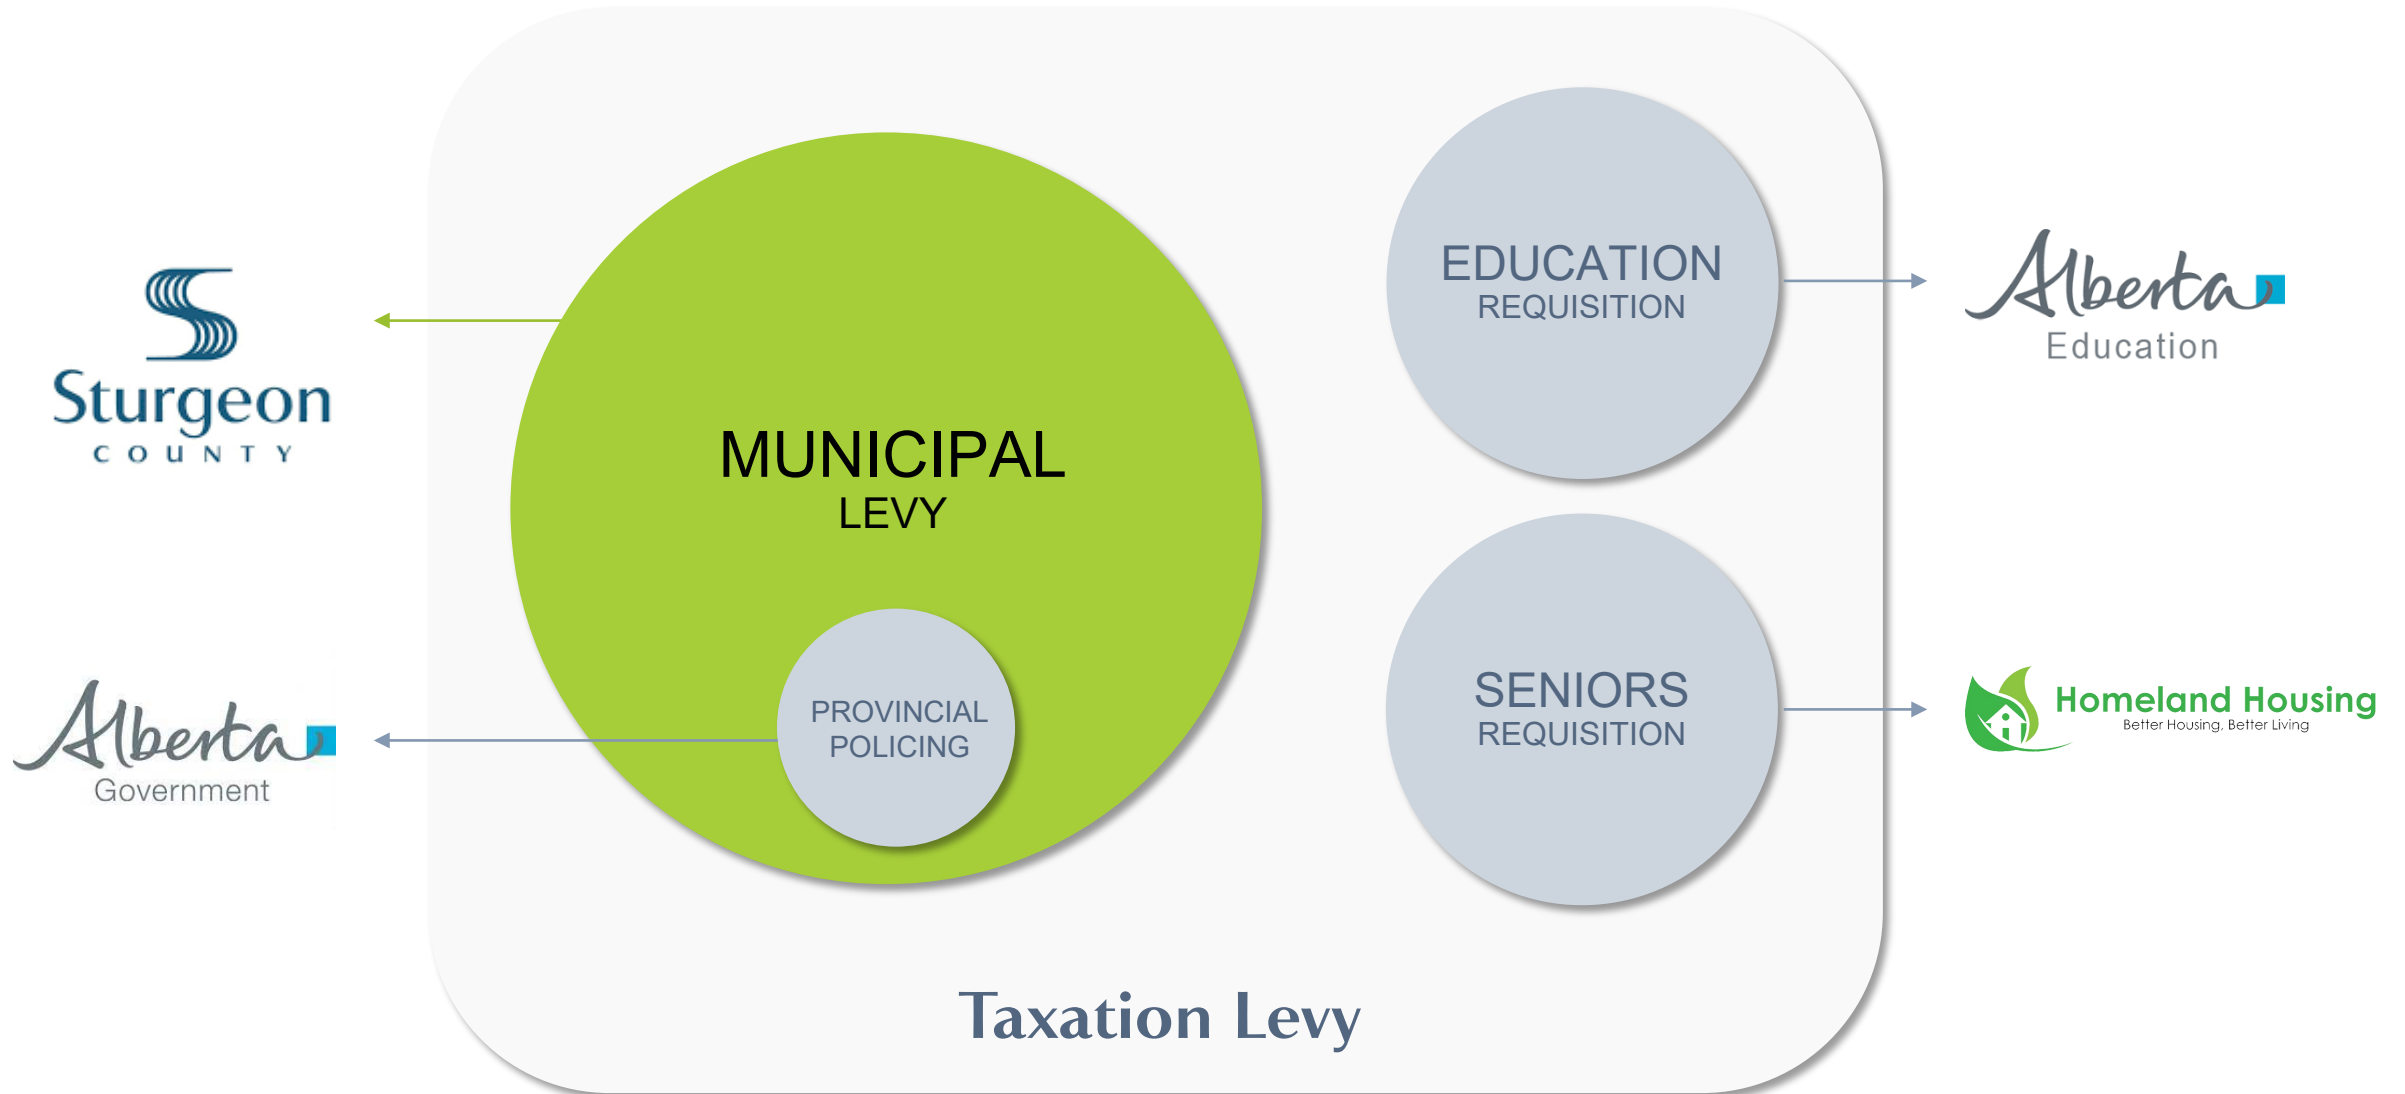 Sturgeon
COUNTY
Alberta
Government
MUNICIPAL
LEVY
PROVINCIAL
POLICING
EDUCATION
REQUISITION
SENIORS
REQUISITION
Alberta
Education
Homeland Housing
Better Housing, Better Living
Taxation Levy